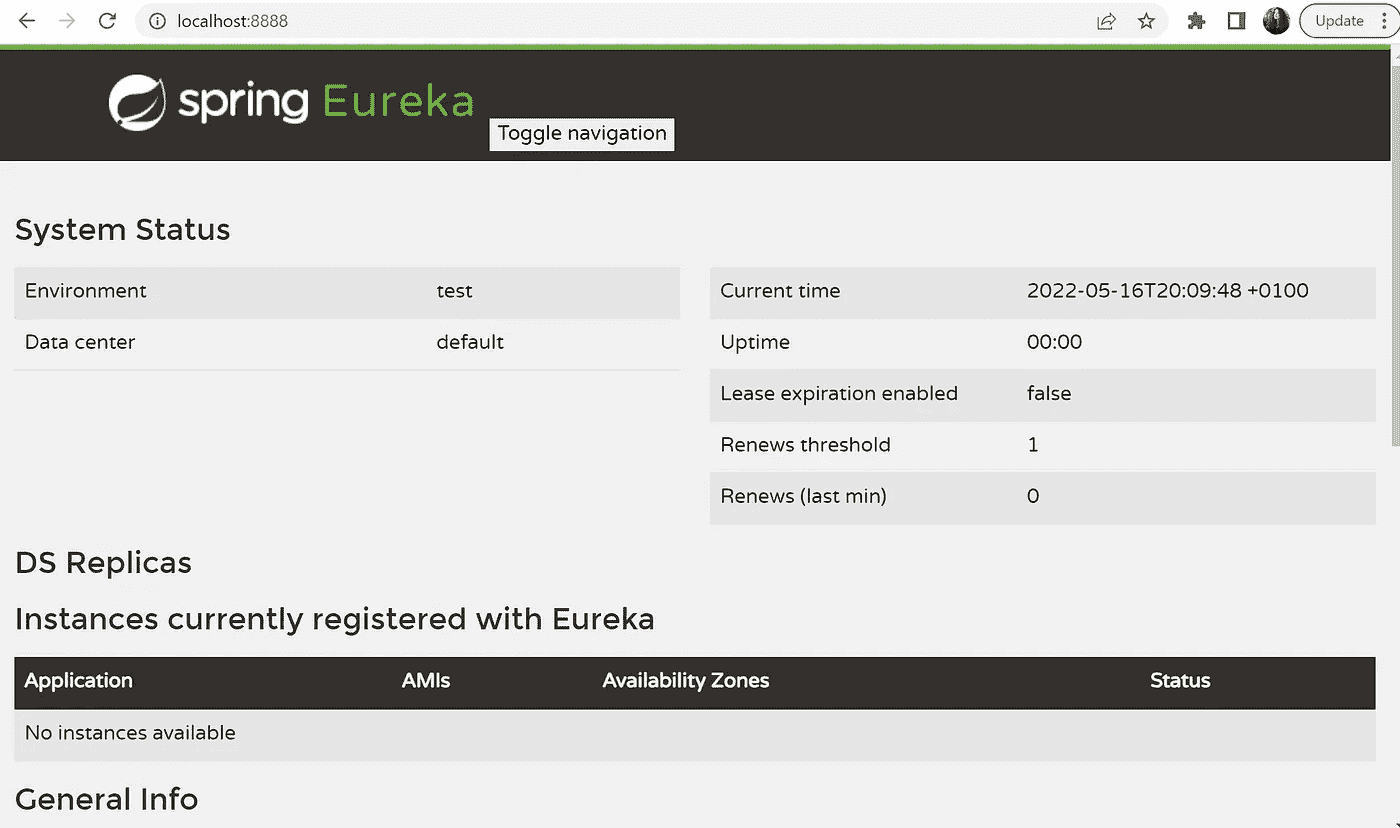 localhost:8888
Update
spring Eureka
Toggle navigation
System Status
Environment test
Data center default
Current time 2022-05-16T20:09:48 +0100
Uptime 00:00
Lease expiration enabled false
Renews threshold 1
Renews (last min) 0
DS Replicas
Instances currently registered with Eureka
Application AMIs Availability Zones Status
No instances available
General Info